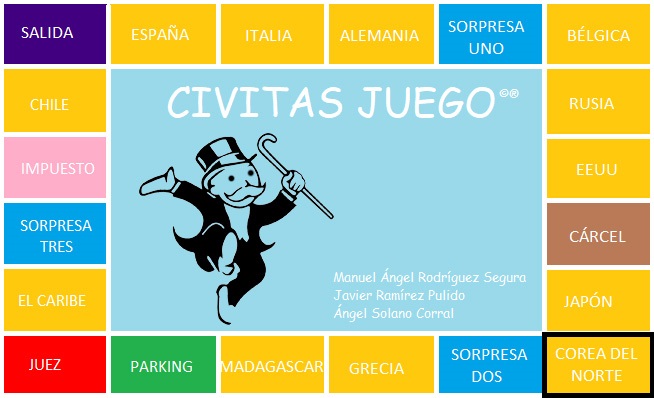 SALIDA
ESPAÑA
ITALIA
ALEMANIA
SORPRESA
UNO
BÉLGICA
CHILE
CIVITAS JUEGO ©®
RUSIA
IMPUESTO
EEUU
SORPRESA
TRES
CÁRCEL
EL CARIBE
Manuel Ángel Rodríguez Segura
Javier Ramírez Pulido
Ángel Solano Corral
JAPÓN
JUEZ
PARKING
MADAGASCAR
GRECIA
SORPRESA
DOS
COREA DEL
NORTE